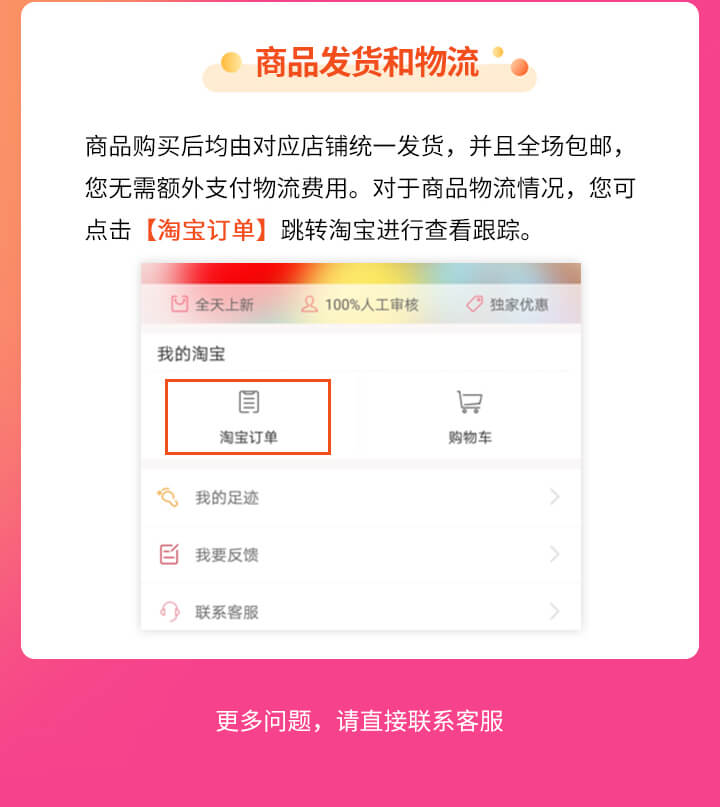 商品发货和物流
商品购买后均由对应店铺统一发货，并且全场包邮，
您无需额外支付物流费用。对于商品物流情况，您可
点击【淘宝订单】跳转淘宝进行查看跟踪。
全天上新 100%人工审核 独家优惠
我的淘宝
淘宝订单 购物车
我的足迹
我要反馈
联系客服
更多问题，请直接联系客服